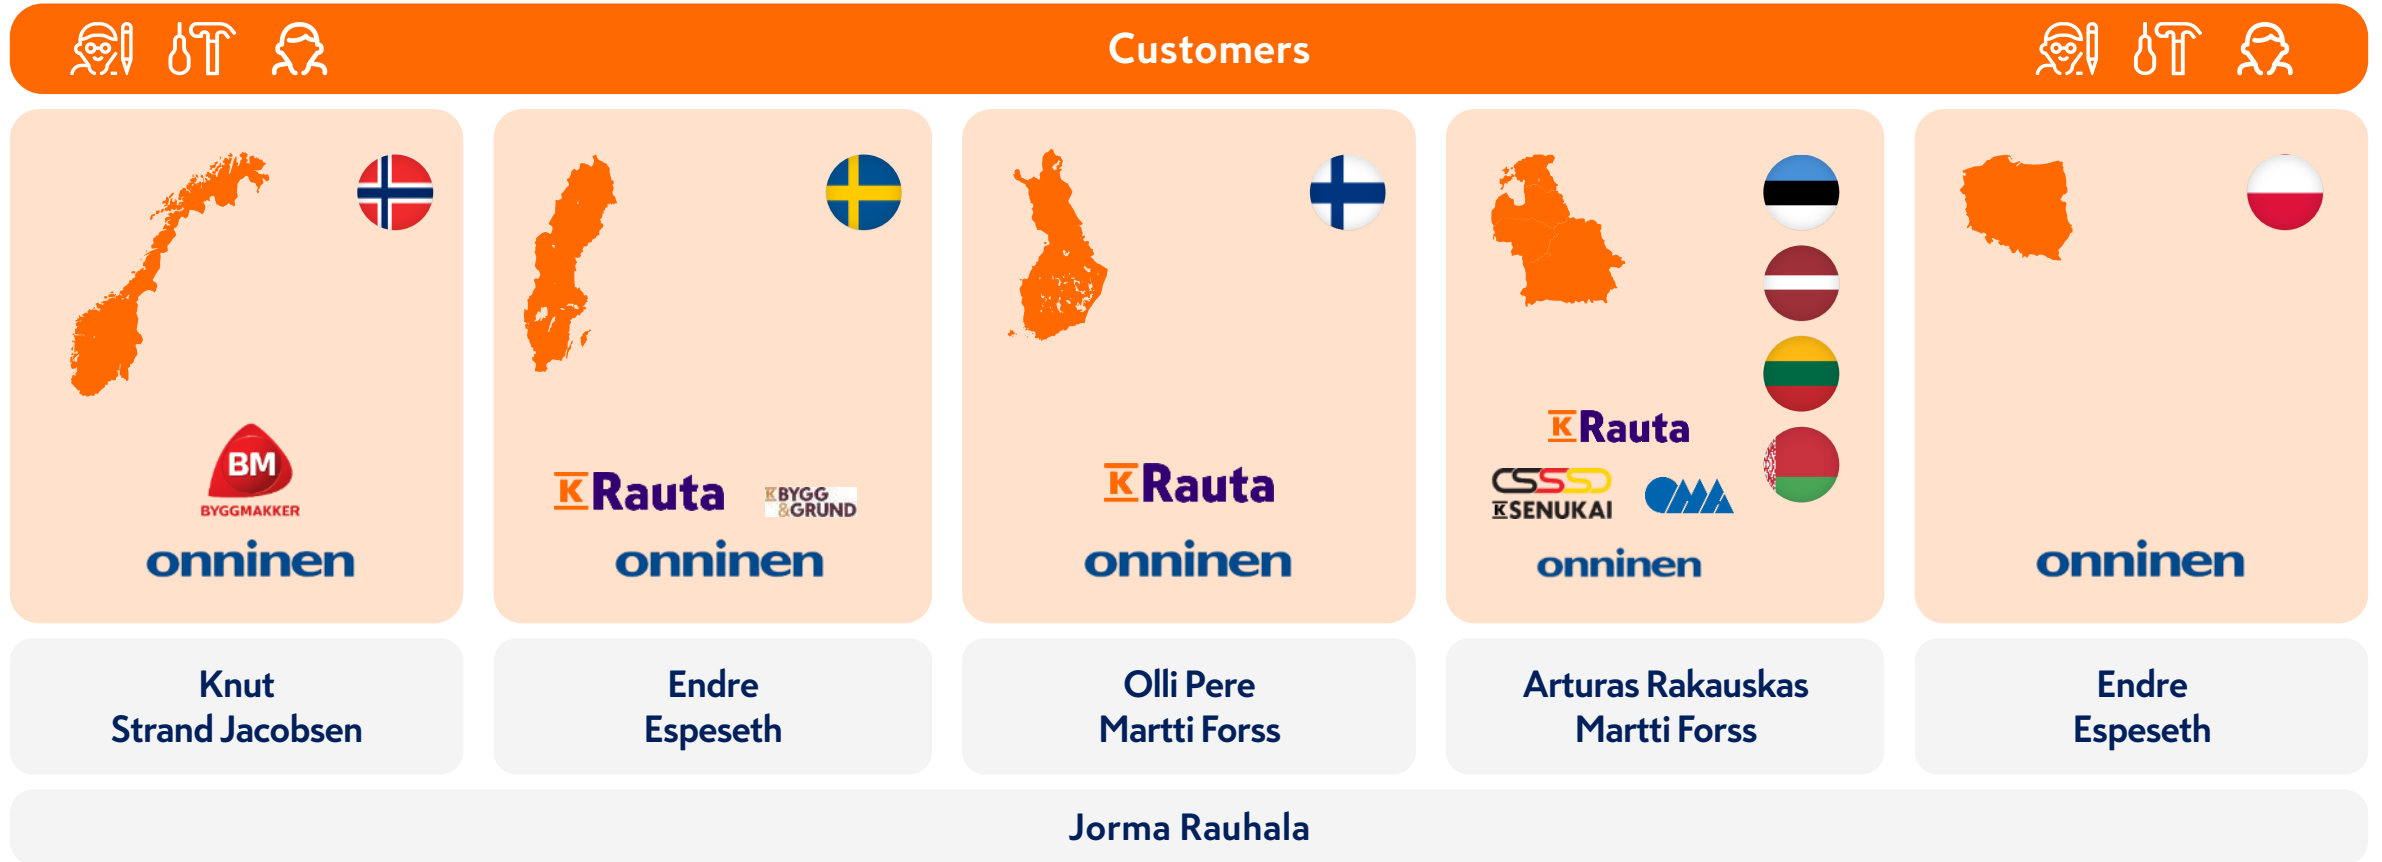 Customers
BM
BYGGMAKKER
onninen
K Rauta
K BYGG
&GRUND
onninen
K Rauta
onninen
K Rauta
K SENUKAI
OMA
onninen
onninen
Knut
Strand Jacobsen
Endre
Espeseth
Olli Pere
Martti Forss
Arturas Rakauskas
Martti Forss
Endre
Espeseth
Jorma Rauhala